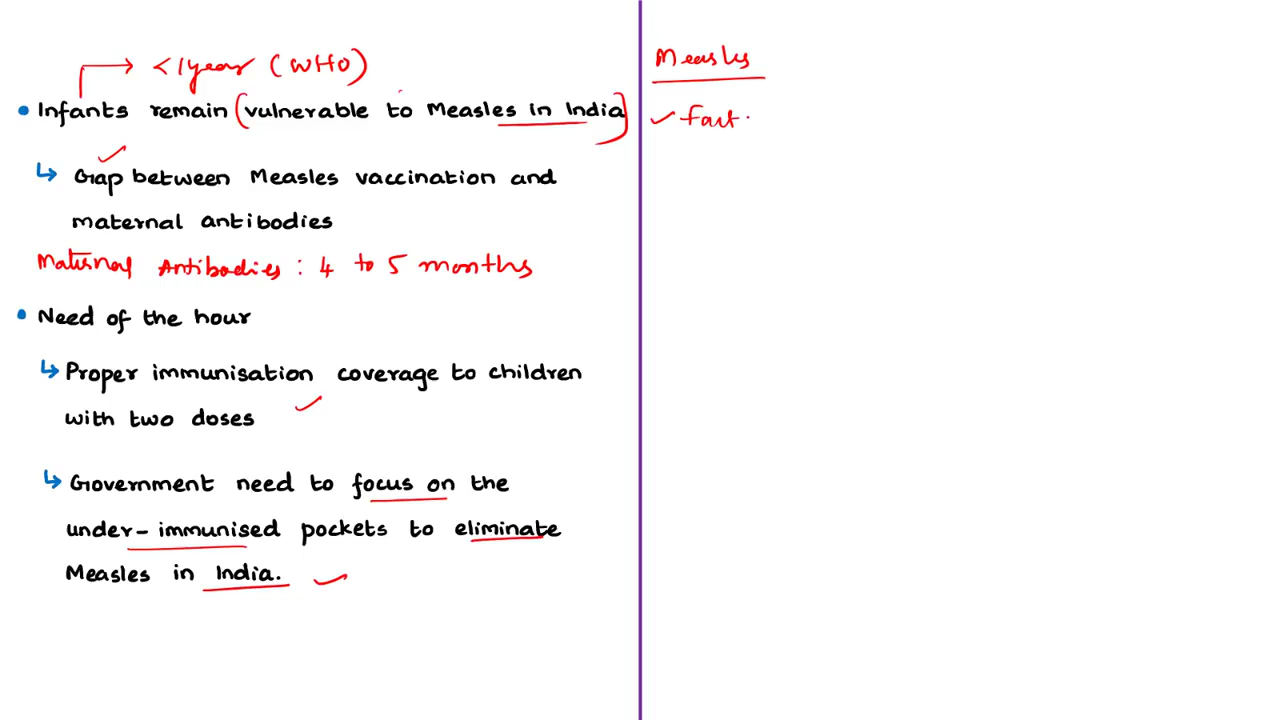 <1year (WHO)
• Infants remain (vulnerable to Measles in India)
↳ Gap between Measles vaccination and
maternal antibodies
Maternal Antibodies : 4 to 5 months
• Need of the hour
↳ Proper immunisation coverage to children
with two doses
↳ Government need to focus on the
under-immunised pockets to eliminate
Measles in India.
Measles